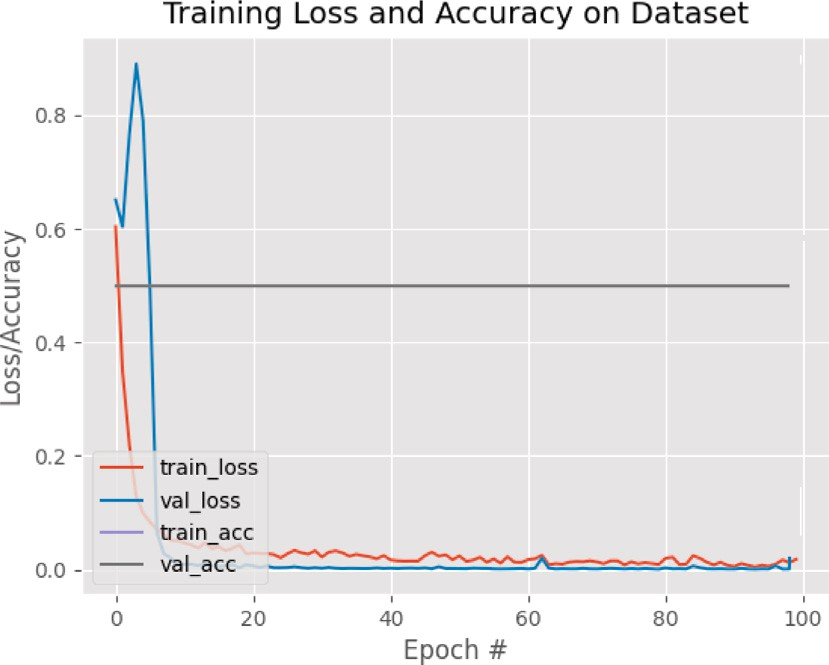 Training Loss and Accuracy on Dataset
Loss/Accuracy
0.8
0.6
0.4
0.2
0.0
train_loss
val_loss
train_acc
val_acc
0 20 40 60 80 100
Epoch #